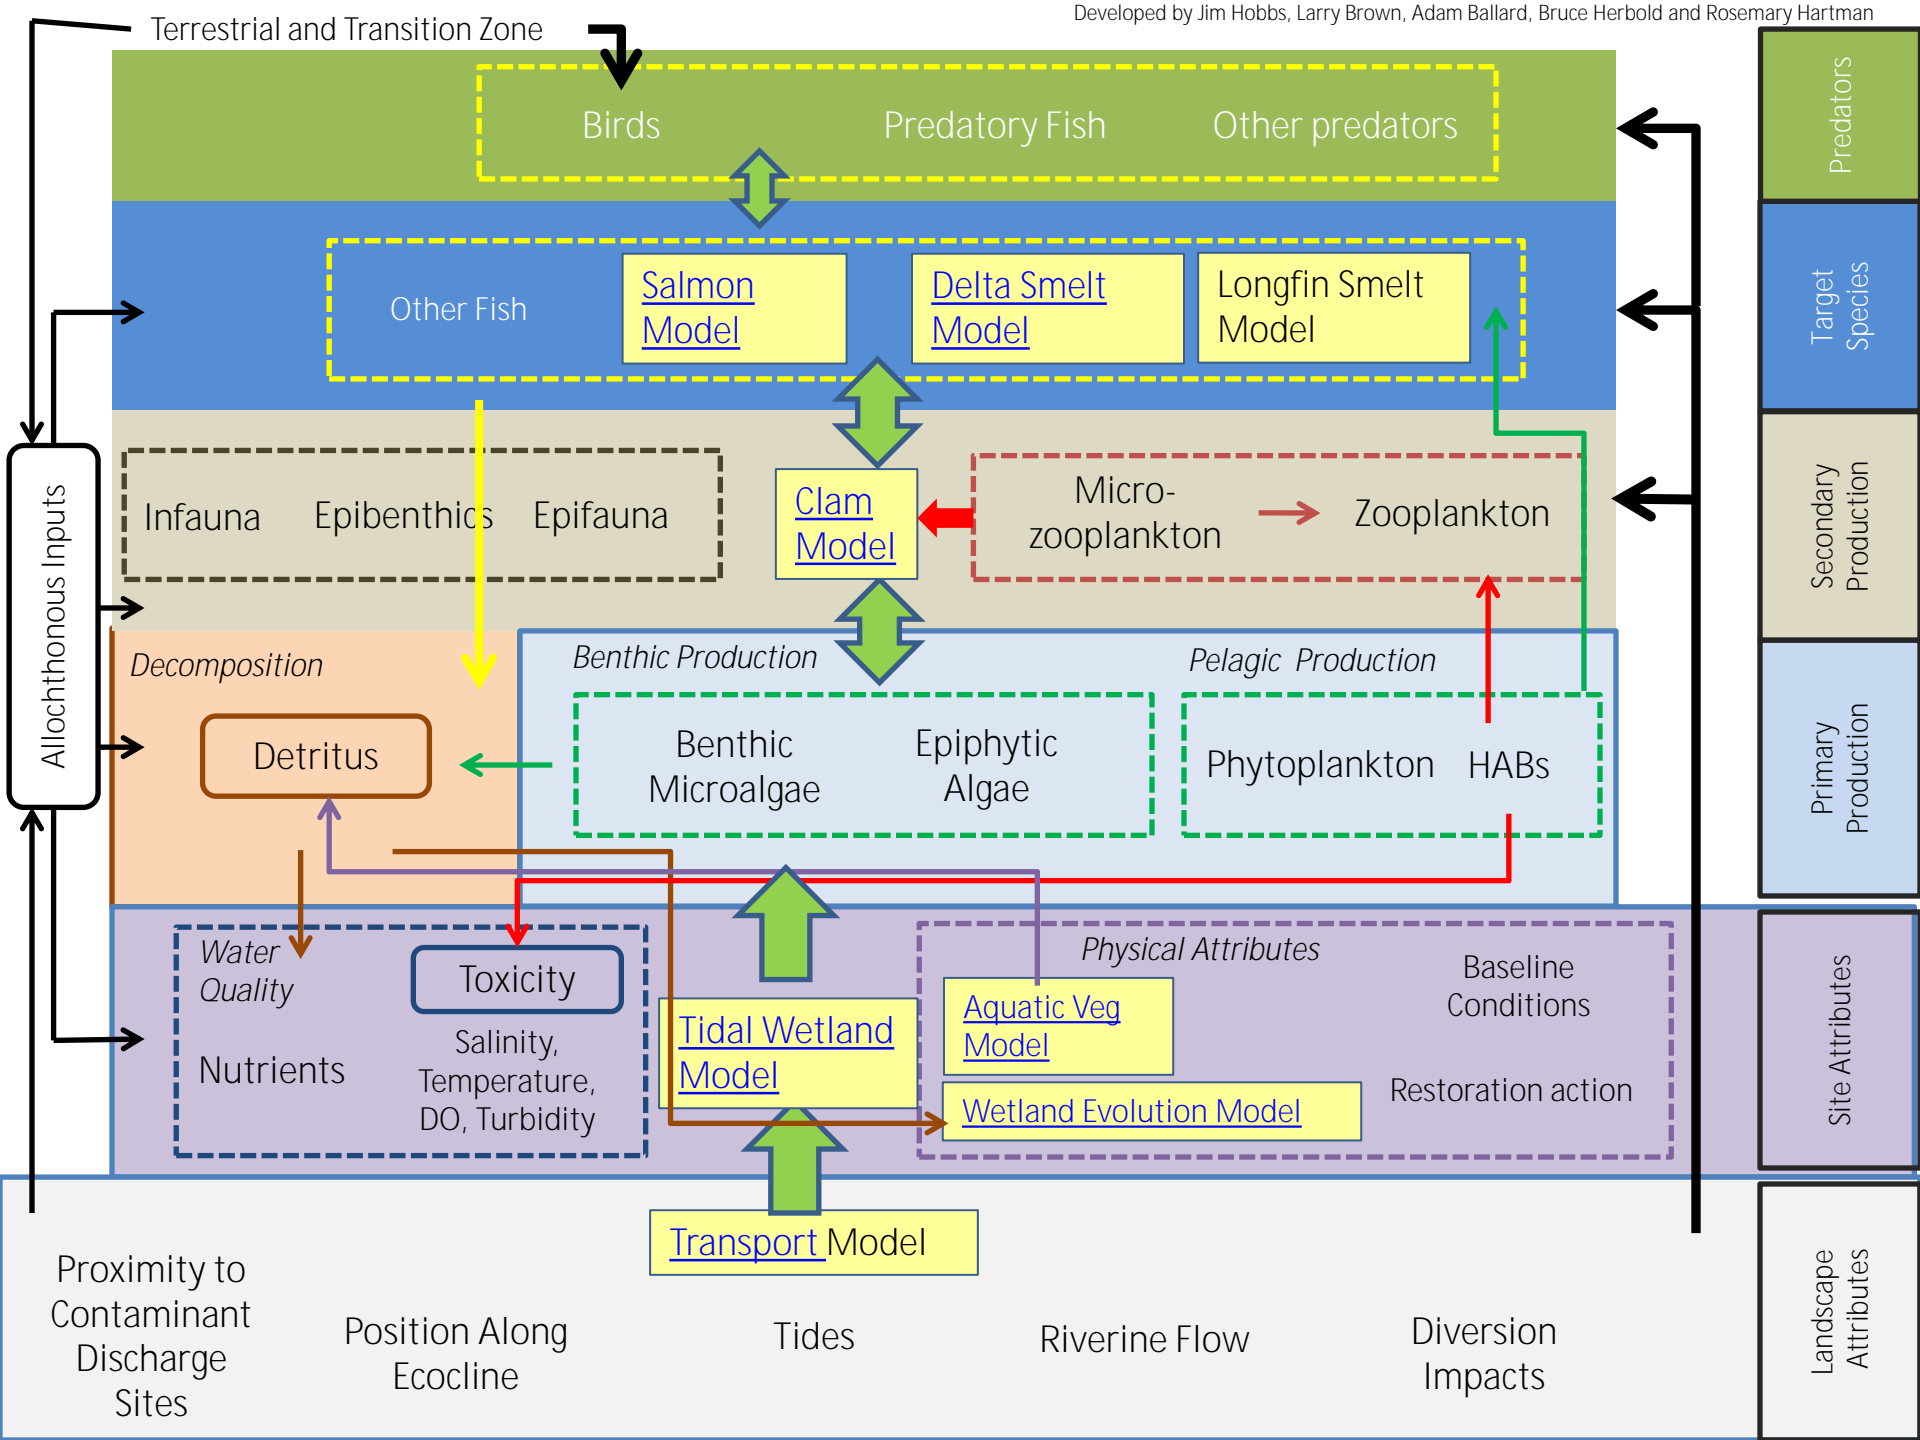 Developed by Jim Hobbs, Larry Brown, Adam Ballard, Bruce Herbold and Rosemary Hartman
Terrestrial and Transition Zone
Birds
Predatory Fish
Other predators
Predators
Other Fish
Salmon
Model
Delta Smelt
Model
Longfin Smelt
Model
Target
Species
Allochthonous Inputs
Infauna
Epibenthics
Epifauna
Clam
Model
Micro-
zooplankton
Zooplankton
Secondary
Production
Decomposition
Detritus
Benthic Production
Benthic
Microalgae
Epiphytic
Algae
Pelagic Production
Phytoplankton
HABs
Primary
Production
Water
Quality
Toxicity
Nutrients
Salinity,
Temperature,
DO, Turbidity
Tidal Wetland
Model
Physical Attributes
Aquatic Veg
Model
Wetland Evolution Model
Baseline
Conditions
Restoration action
Site Attributes
Transport Model
Proximity to
Contaminant
Discharge
Sites
Position Along
Ecocline
Tides
Riverine Flow
Diversion
Impacts
Landscape
Attributes